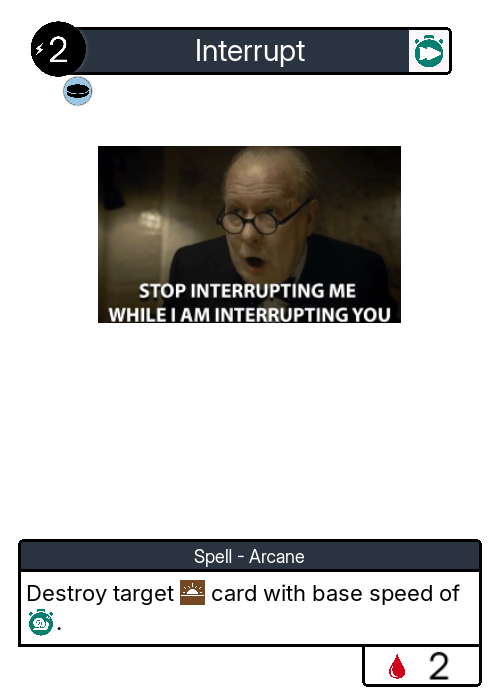 2
Interrupt
STOP INTERRUPTING ME
WHILE I AM INTERRUPTING YOU
Spell - Arcane
Destroy target card with base speed of
.
2